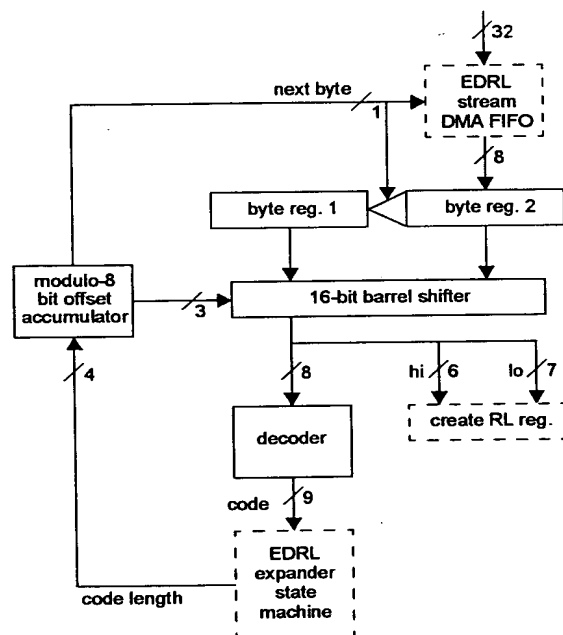 32
EDRL
stream
DMA FIFO
next byte
1
8
byte reg. 1
byte reg. 2
modulo-8
bit offset
accumulator
3
16-bit barrel shifter
4
8
hi 6
lo 7
decoder
create RL reg.
code 9
EDRL
expander
state
machine
code length